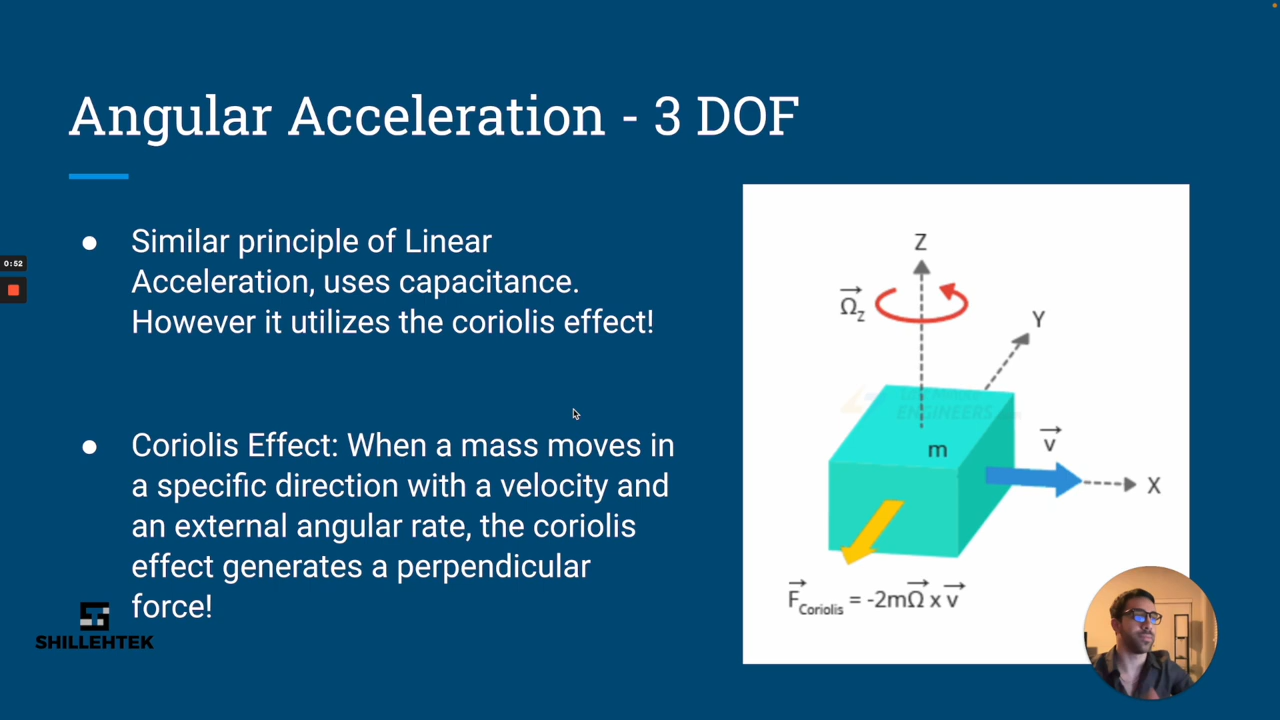 Angular Acceleration - 3 DOF
● Similar principle of Linear
Acceleration, uses capacitance.
However it utilizes the coriolis effect!
● Coriolis Effect: When a mass moves in
a specific direction with a velocity and
an external angular rate, the coriolis
effect generates a perpendicular
force!
0:52
SHILLEHTEK
Z
Ω⃗z
Y
ENGINEERS
m
v⃗
X
F⃗Coriolis = -2mΩ⃗ x v⃗